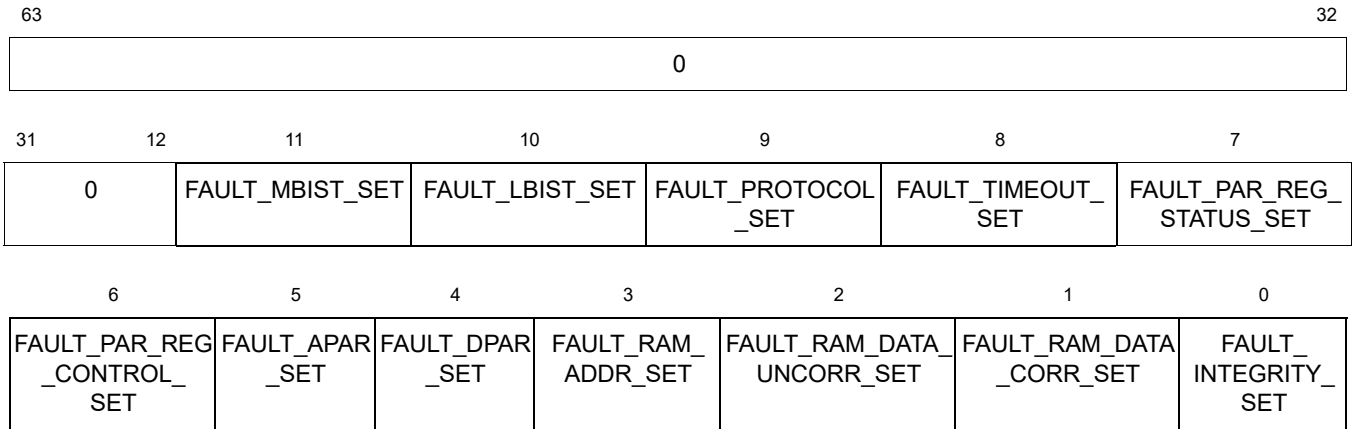 63 32
0
31 12 11 10 9 8 7
0 FAULT_MBIST_SET FAULT_LBIST_SET FAULT_PROTOCOL FAULT_TIMEOUT_ FAULT_PAR_REG_
_SET SET STATUS_SET
6 5 4 3 2 1 0
FAULT_PAR_REG FAULT_APAR FAULT_DPAR FAULT_RAM_ FAULT_RAM_DATA_ FAULT_RAM_DATA FAULT_
_CONTROL_ _SET _SET ADDR_SET UNCORR_SET _CORR_SET INTEGRITY_
SET SET